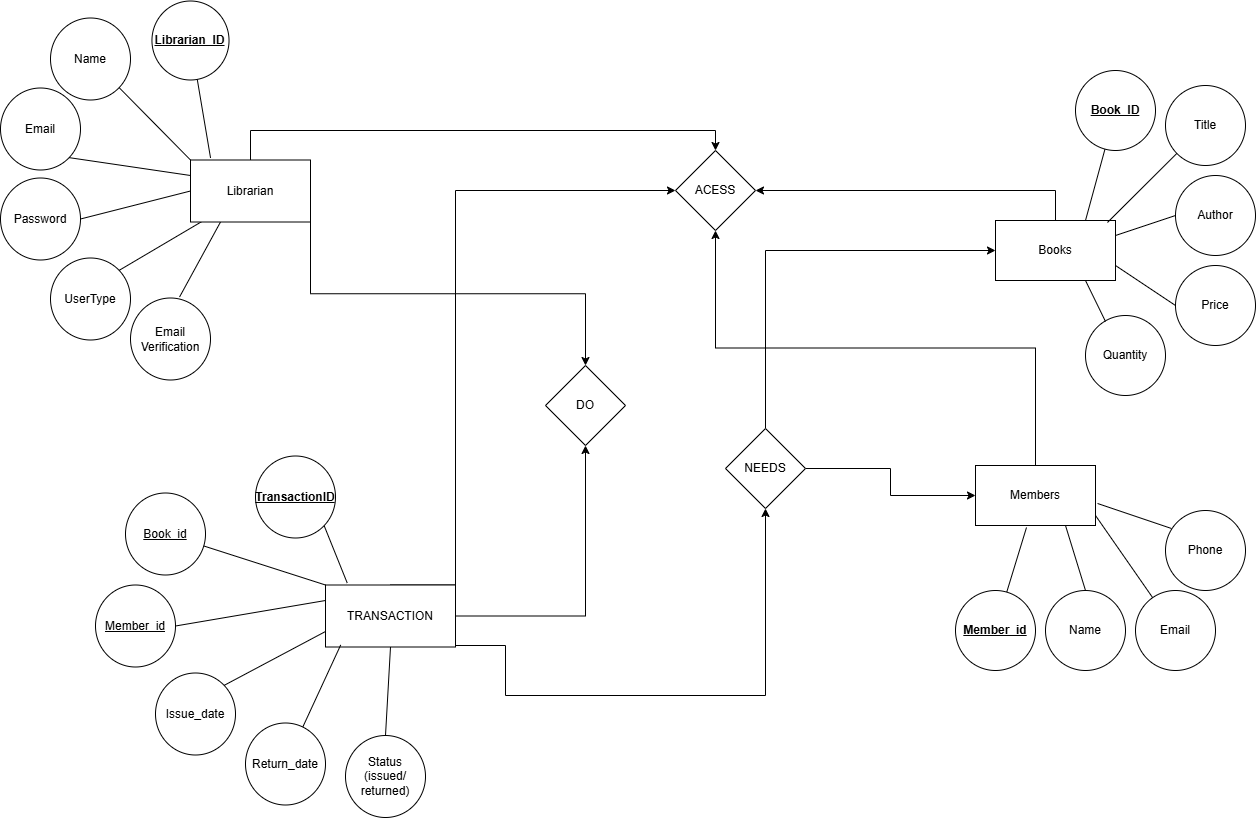 Librarian_ID
Name
Email
Password
UserType
Email
Verification
Librarian
ACESS
Book_ID
Title
Author
Price
Quantity
Books
DO
NEEDS
Members
Phone
Member_id
Name
Email
TransactionID
Book_id
Member_id
Issue_date
Return_date
Status
(issued/
returned)
TRANSACTION